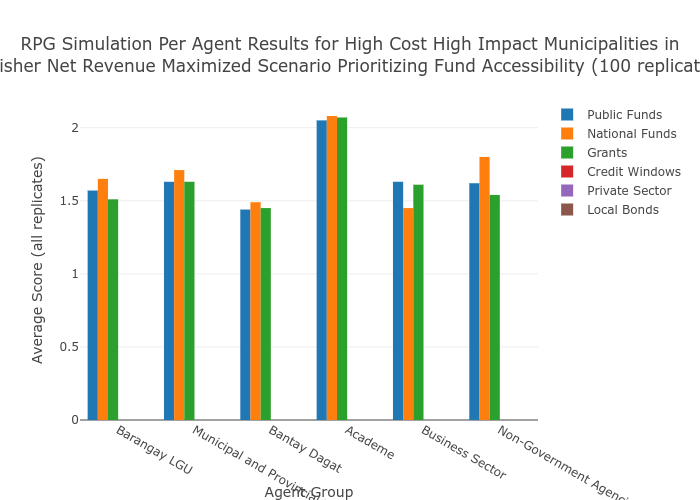 RPG Simulation Per Agent Results for High Cost High Impact Municipalities in
isher Net Revenue Maximized Scenario Prioritizing Fund Accessibility (100 replicat
Public Funds
National Funds
Grants
Credit Windows
Private Sector
Local Bonds
Average Score (all replicates)
2
1.5
1
0.5
0
Barangay LGU
Municipal and Provincial
Bantay Dagat
Academe
Business Sector
Non-Government Agenci
Agent Group